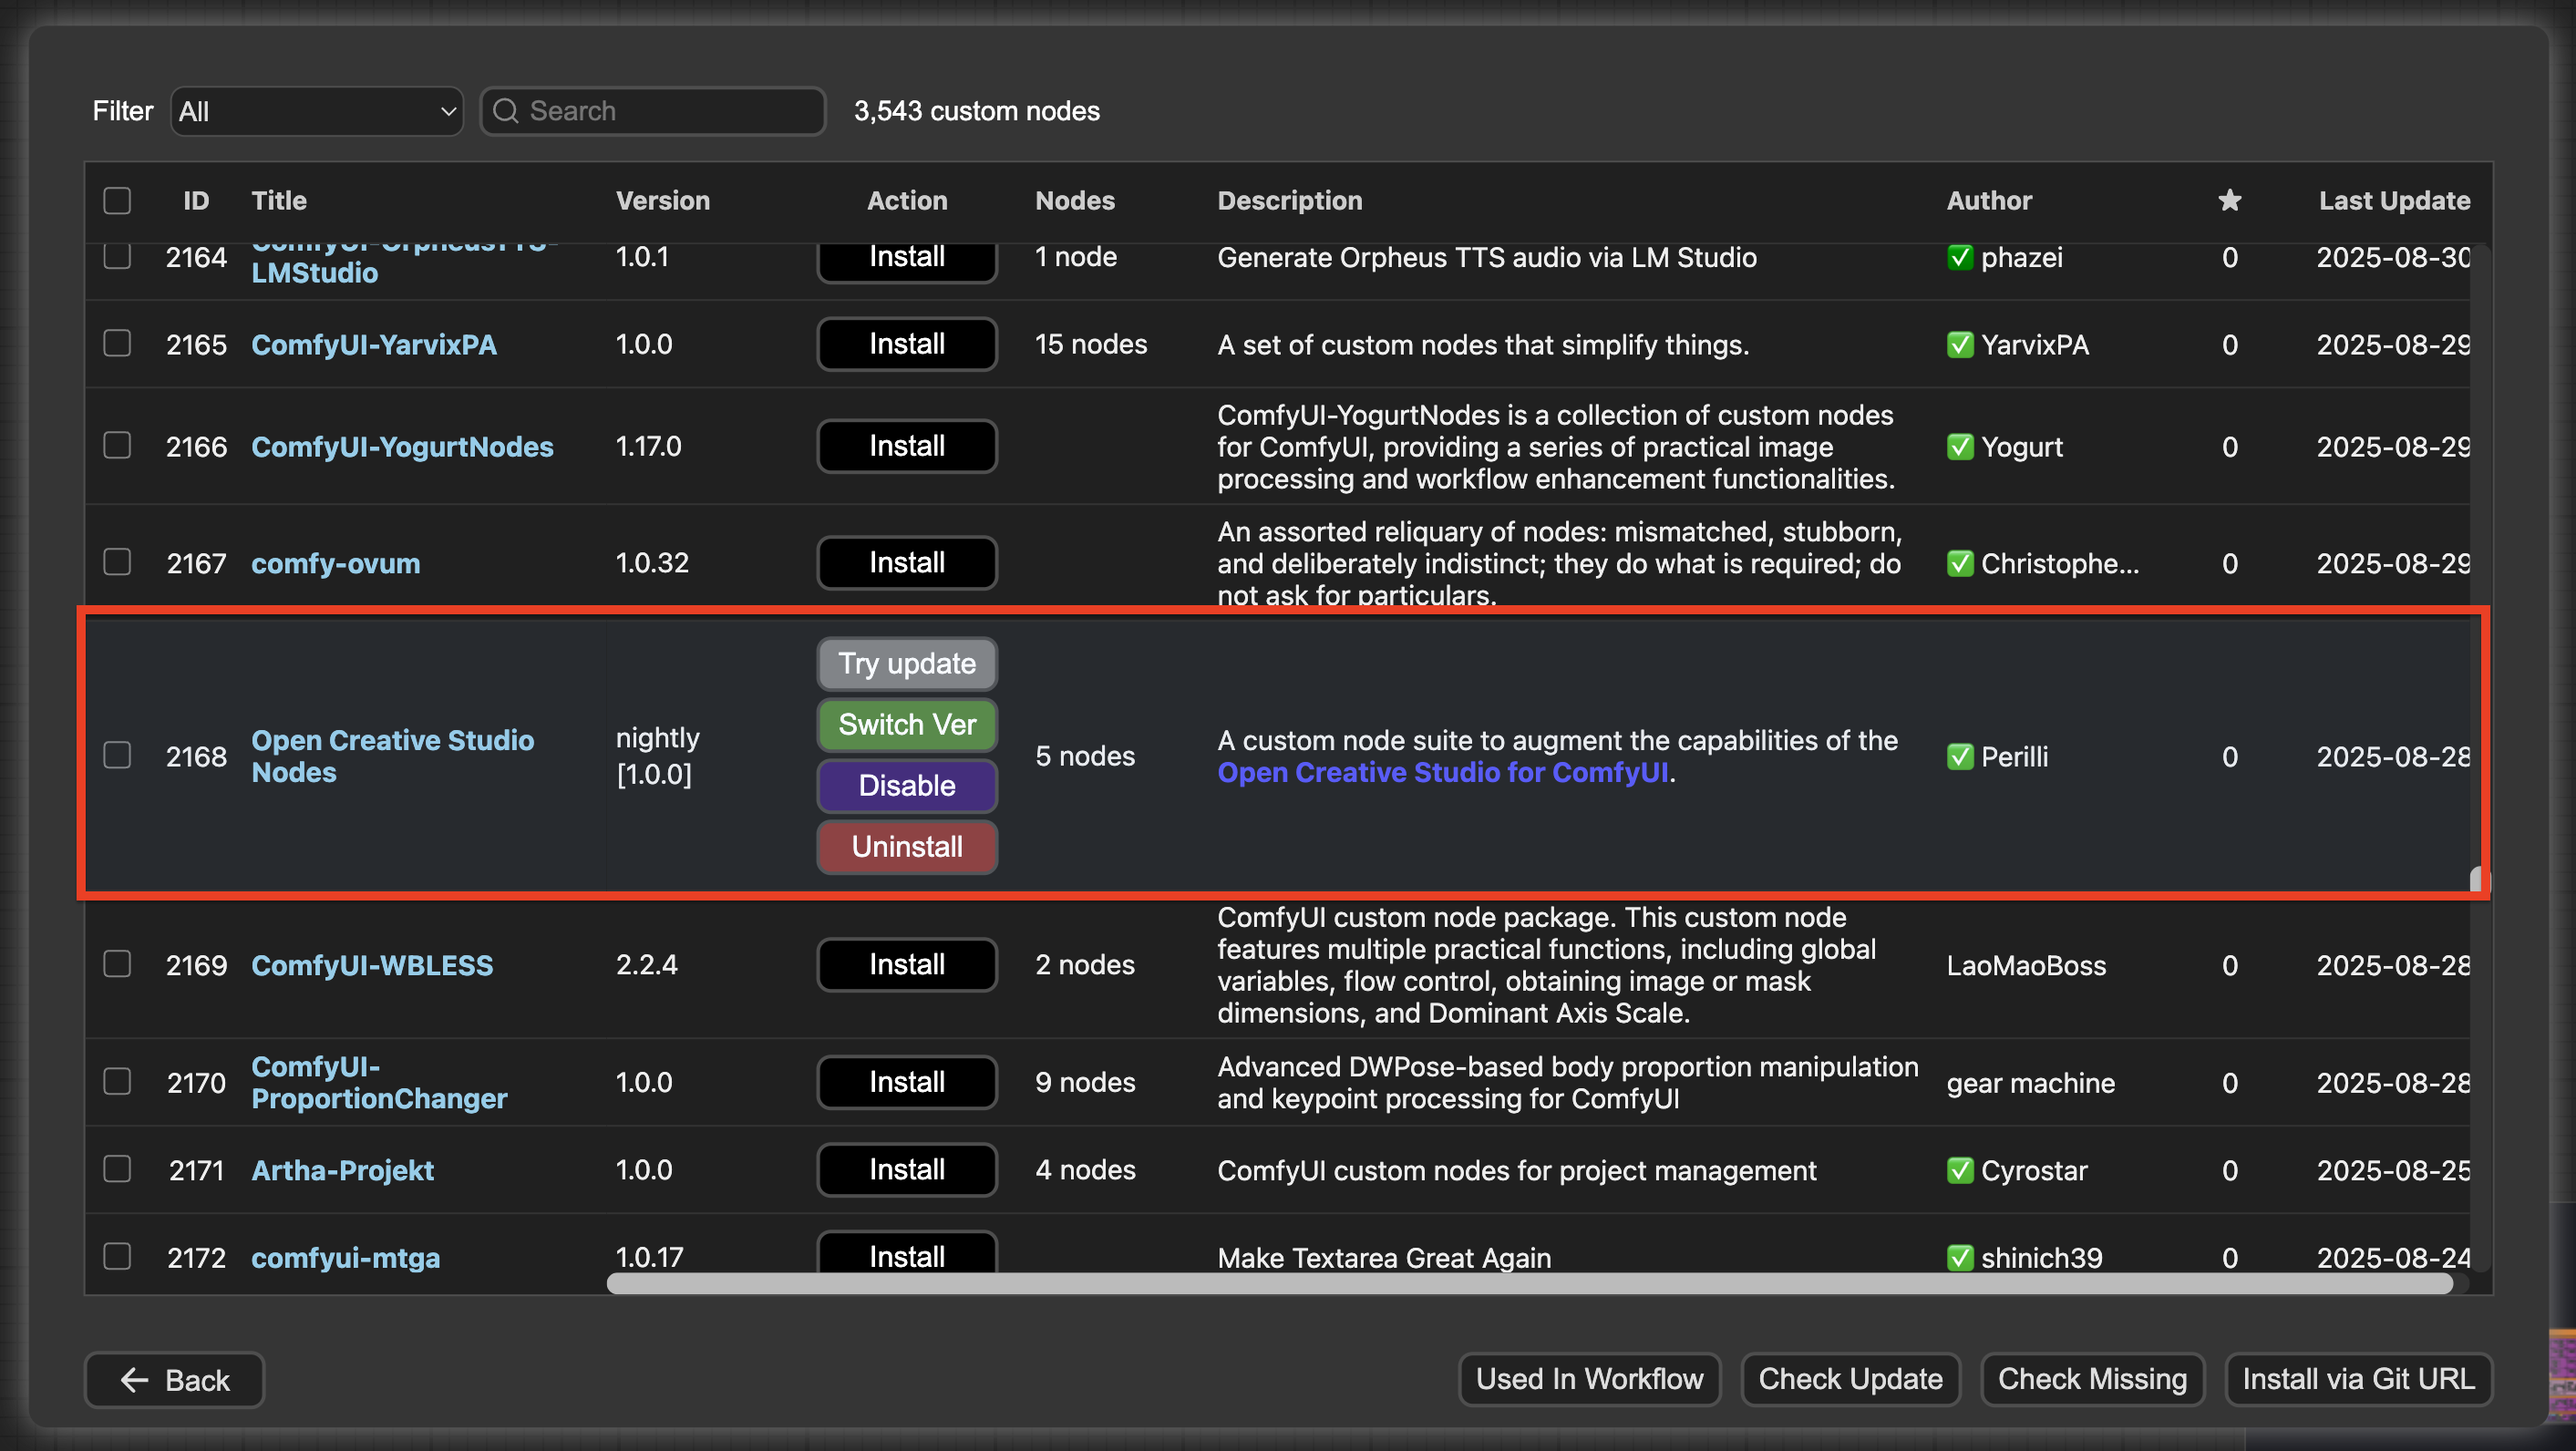 Filter All Search 3,543 custom nodes
ID Title Version Action Nodes Description Author ★ Last Update
2164 ComfyUI-OrpheusTTS- 1.0.1 Install 1 node Generate Orpheus TTS audio via LM Studio ✅ phazei 0 2025-08-30
LMStudio
2165 ComfyUI-YarvixPA 1.0.0 Install 15 nodes A set of custom nodes that simplify things. ✅ YarvixPA 0 2025-08-29
ComfyUI-YogurtNodes is a collection of custom nodes
2166 ComfyUI-YogurtNodes 1.17.0 Install for ComfyUI, providing a series of practical image ✅ Yogurt 0 2025-08-29
processing and workflow enhancement functionalities.
An assorted reliquary of nodes: mismatched, stubborn,
2167 comfy-ovum 1.0.32 Install and deliberately indistinct; they do what is required; do ✅ Christophe... 0 2025-08-29
not ask for particulars.
Try update
Switch Ver
2168 Open Creative Studio nightly 5 nodes A custom node suite to augment the capabilities of the ✅ Perilli 0 2025-08-28
Nodes [1.0.0] Open Creative Studio for ComfyUI.
Disable
Uninstall
ComfyUI custom node package. This custom node
features multiple practical functions, including global
2169 ComfyUI-WBLESS 2.2.4 Install 2 nodes variables, flow control, obtaining image or mask LaoMaoBoss 0 2025-08-28
dimensions, and Dominant Axis Scale.
2170 ComfyUI- 1.0.0 Install 9 nodes Advanced DWPose-based body proportion manipulation gear machine 0 2025-08-28
ProportionChanger and keypoint processing for ComfyUI
2171 Artha-Projekt 1.0.0 Install 4 nodes ComfyUI custom nodes for project management ✅ Cyrostar 0 2025-08-25
2172 comfyui-mtga 1.0.17 Install Make Textarea Great Again ✅ shinich39 0 2025-08-24
← Back Used In Workflow Check Update Check Missing Install via Git URL